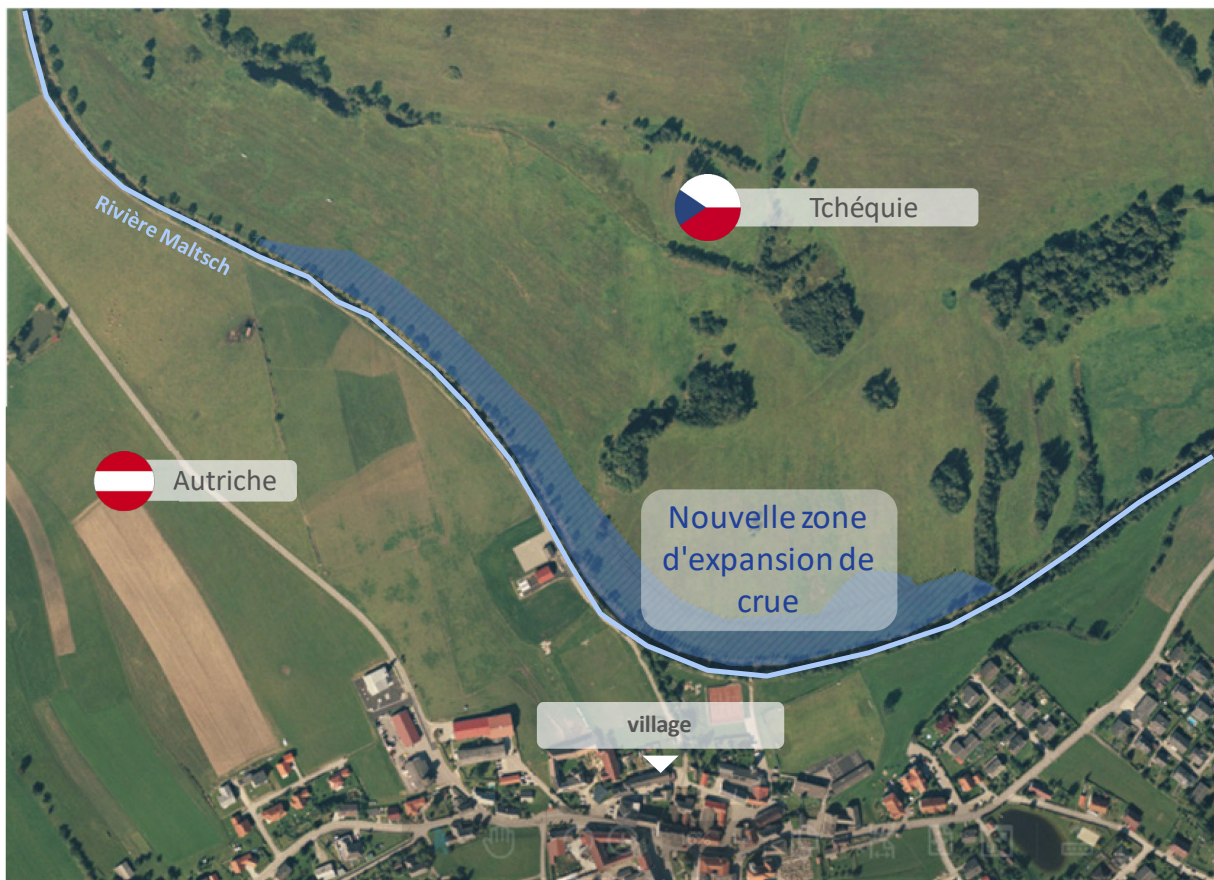 Rivière Maltsch
Tchéquie
Autriche
Nouvelle zone
d'expansion de
crue
village